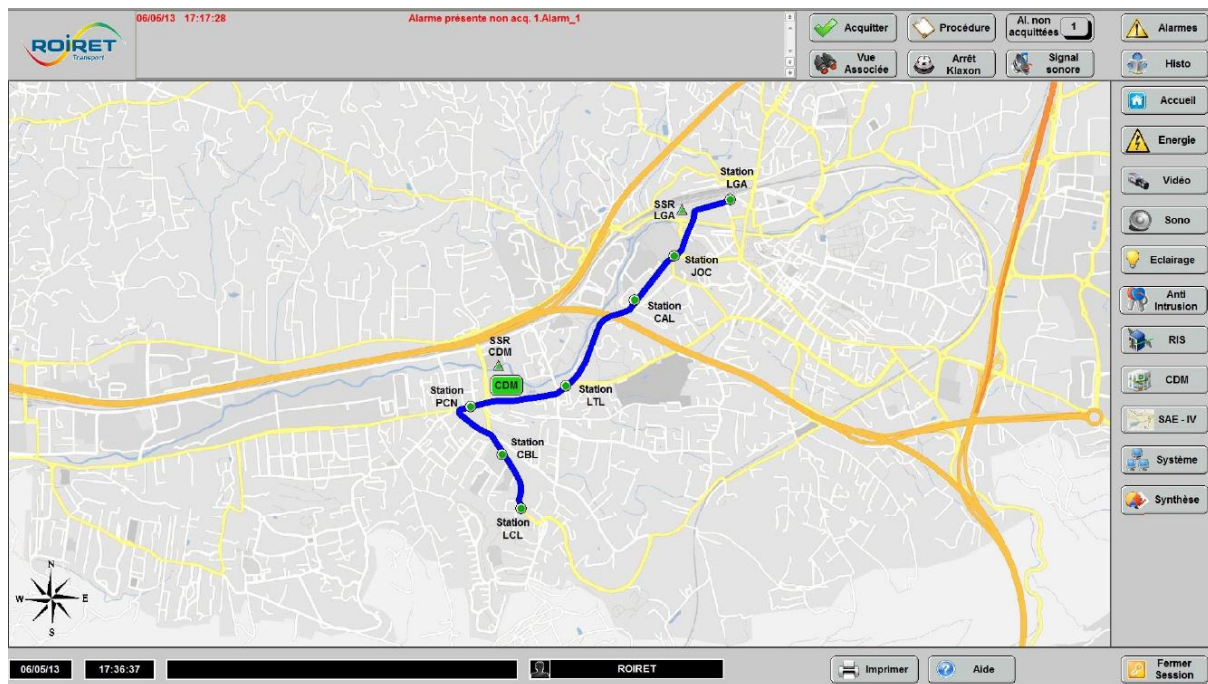 ROIRET
Transport
06/05/13 17:17:28 Alarme présente non acq. 1.Alarm_1
Acquitter
Procédure
Al. non
acquittées 1
Alarmes
Vue
Associée
Arrêt
Klaxon
Signal
sonore
Histo
Accueil
Energie
Vidéo
Sono
Eclairage
Anti
Intrusion
RIS
CDM
SAE - IV
Système
Synthèse
Station
LGA
SSR
LGA
Station
JOC
Station
CAL
SSR
CDM
CDM
Station
LTL
Station
PCN
Station
CBL
Station
LCL
N
W E
S
06/05/13 17:36:37 ROIRET
Imprimer
Aide
Fermer
Session